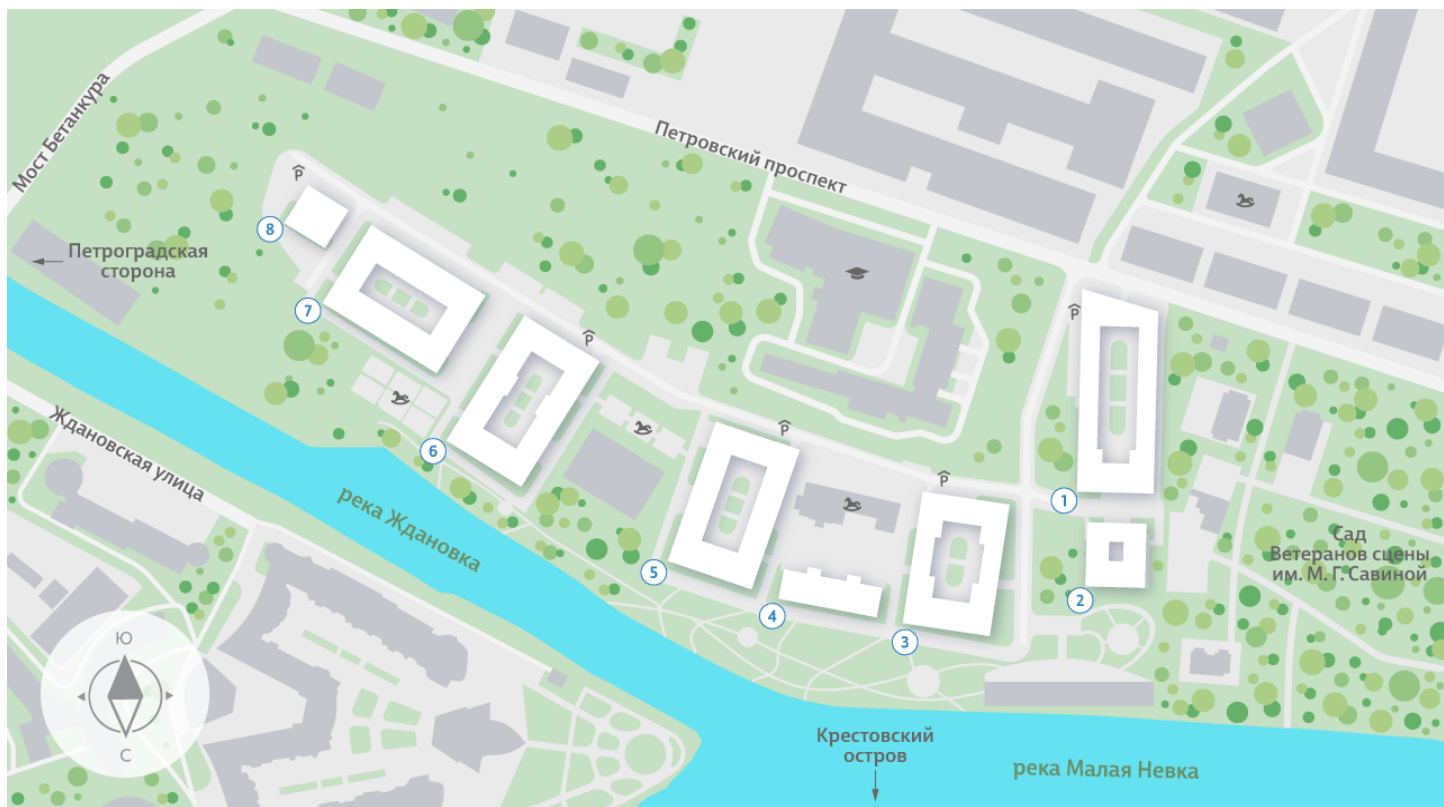 Мост Бетанкура
Петровский проспект
P
P
P
P
P
8
Петроградская
сторона
7
6
Ждановская улица
река Ждановка
1
5
4
3
2
Сад
Ветеранов сцены
им. М. Г. Савиной
Ю
С
Крестовский
остров
река Малая Невка